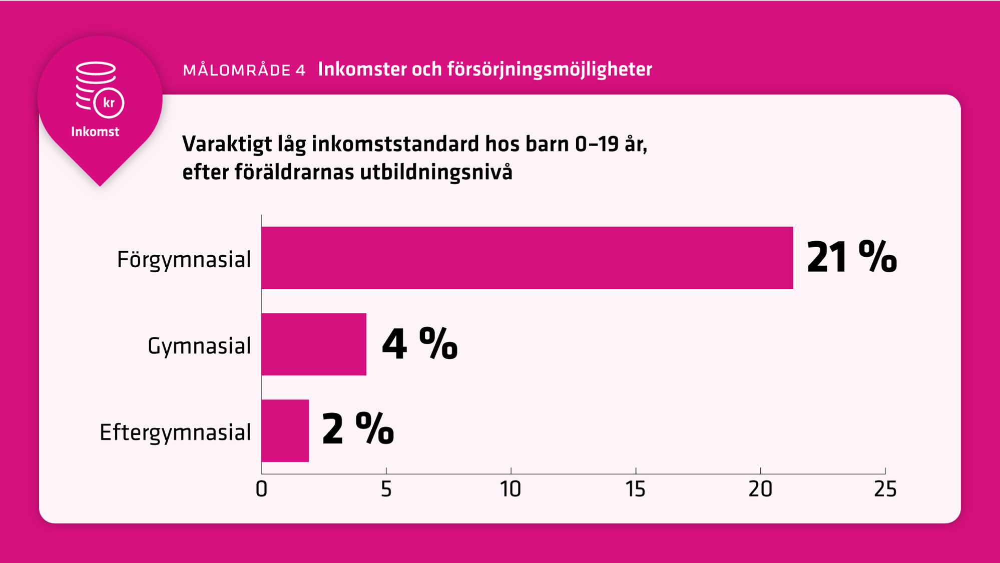 MÅLOMRÅDE 4 Inkomster och försörjningsmöjligheter
kr
Inkomst
Varaktigt låg inkomststandard hos barn 0–19 år,
efter föräldrarnas utbildningsnivå
Förgymnasial 21 %
Gymnasial 4 %
Eftergymnasial 2 %
0 5 10 15 20 25